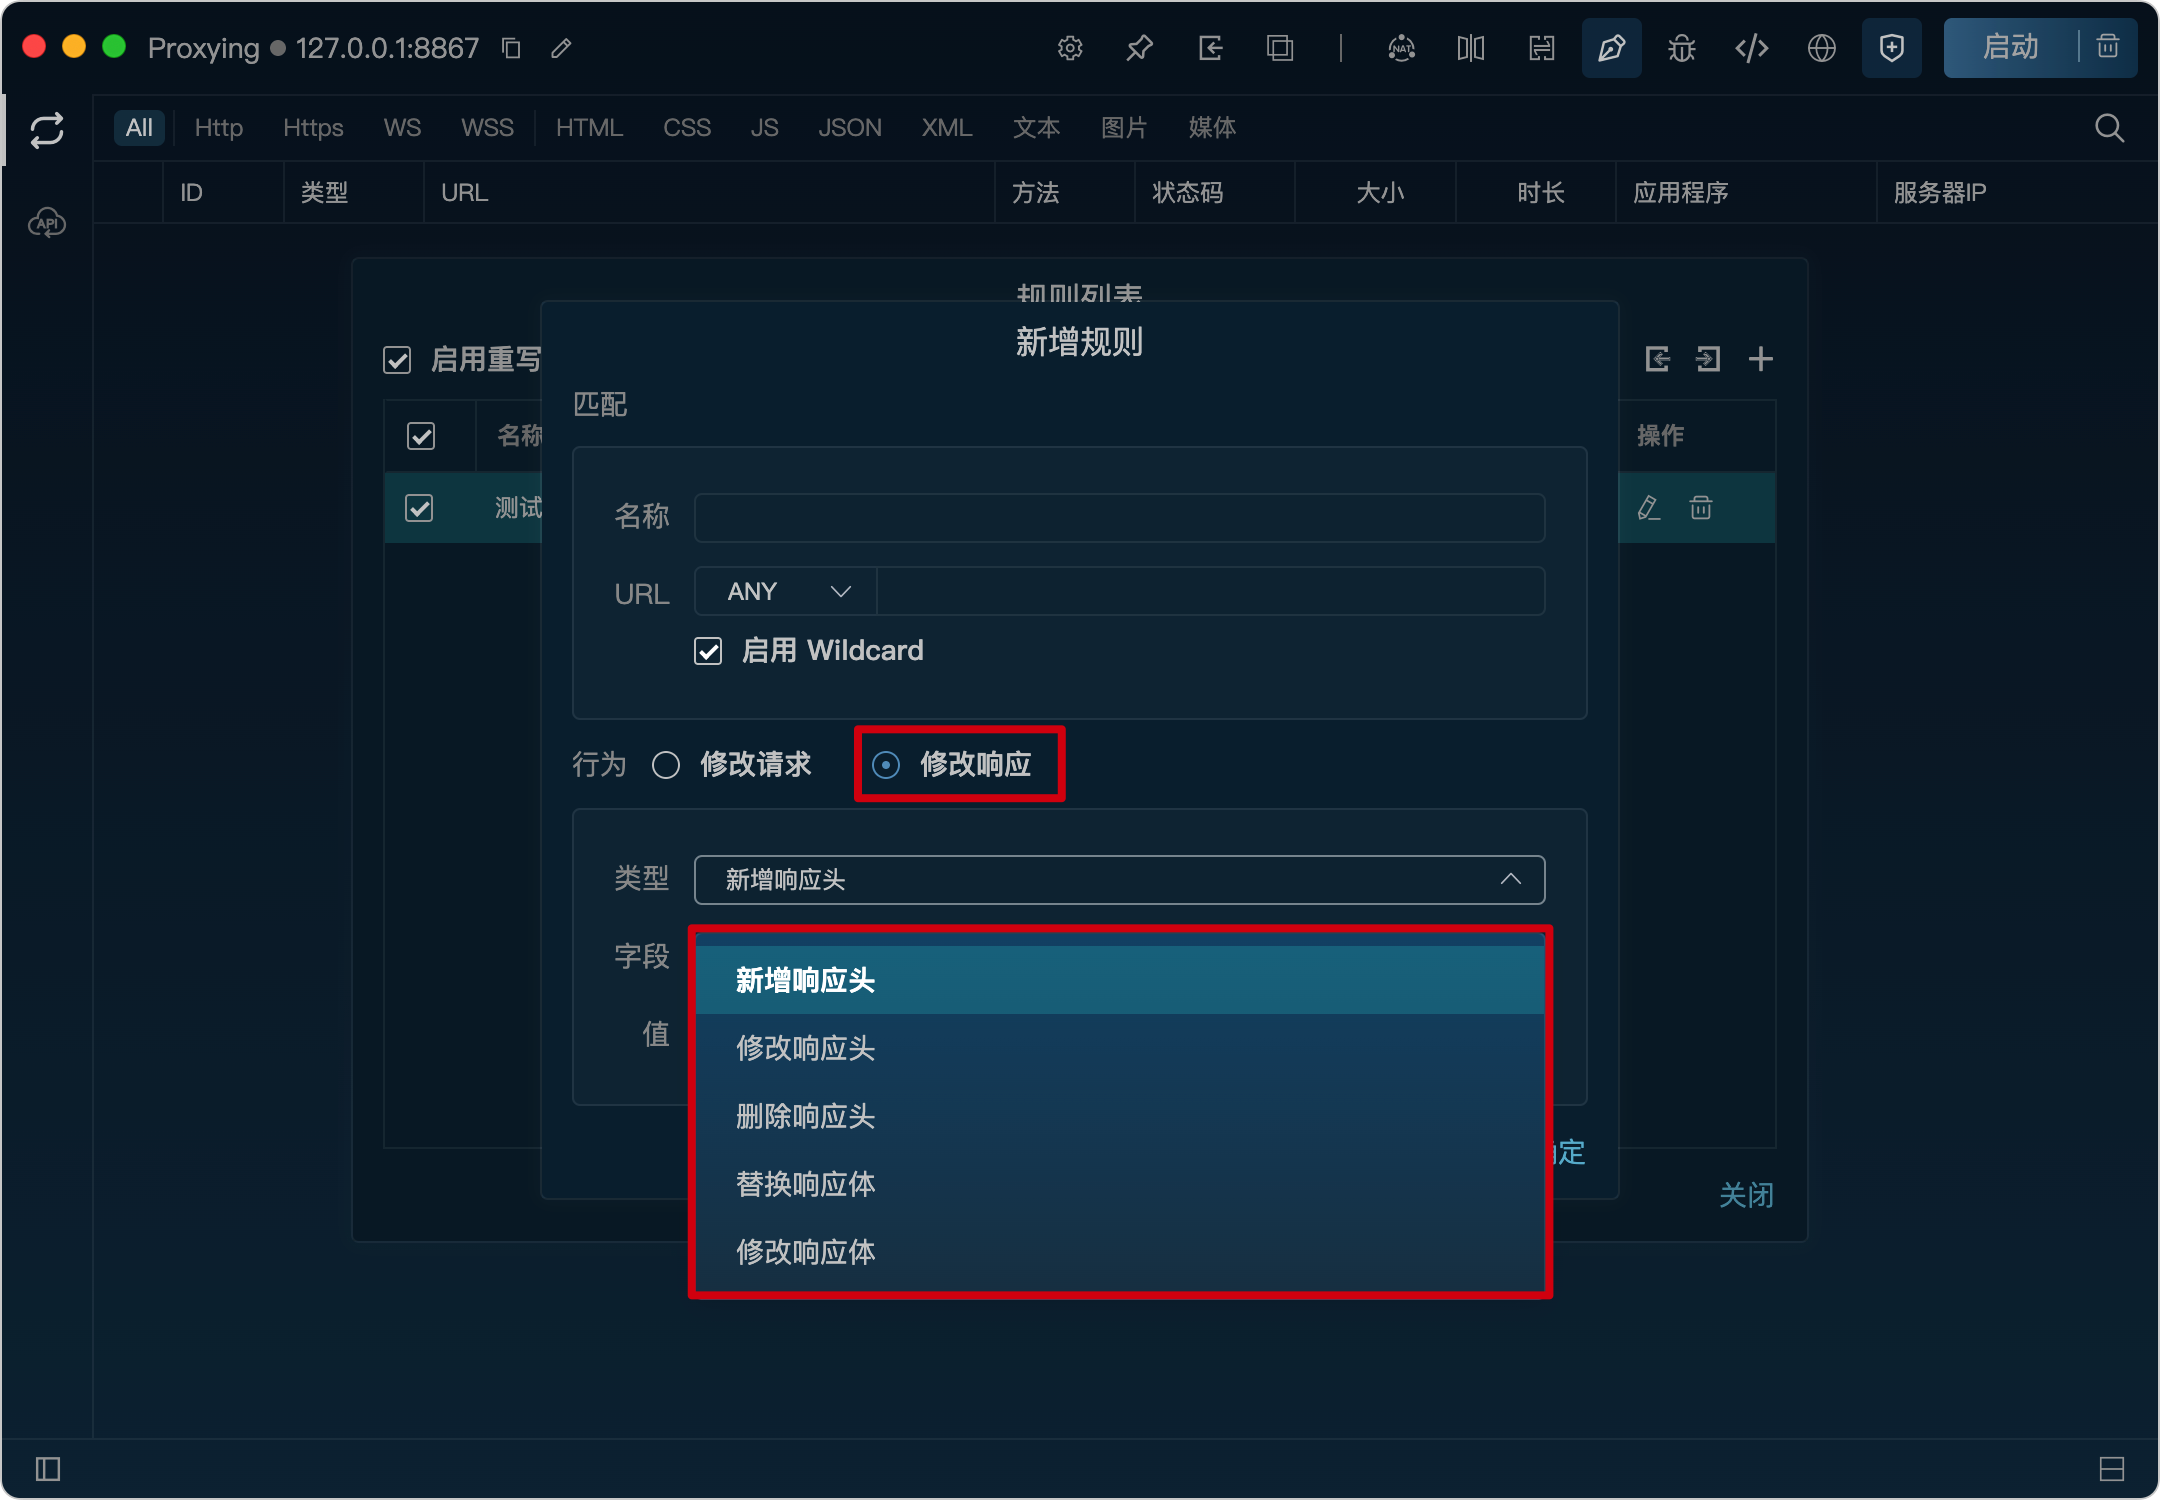 Proxying 127.0.0.1:8867
NAT
启动
All Http Https WS WSS HTML CSS JS JSON XML 文本 图片 媒体
API
ID 类型 URL 方法 状态码 大小 时长 应用程序 服务器IP
规则列表
新增规则
启用重写
匹配
名称 操作
测试
名称
URL ANY
启用 Wildcard
行为 修改请求 修改响应
类型 新增响应头
字段
新增响应头
值
修改响应头
删除响应头
定
替换响应体
关闭
修改响应体